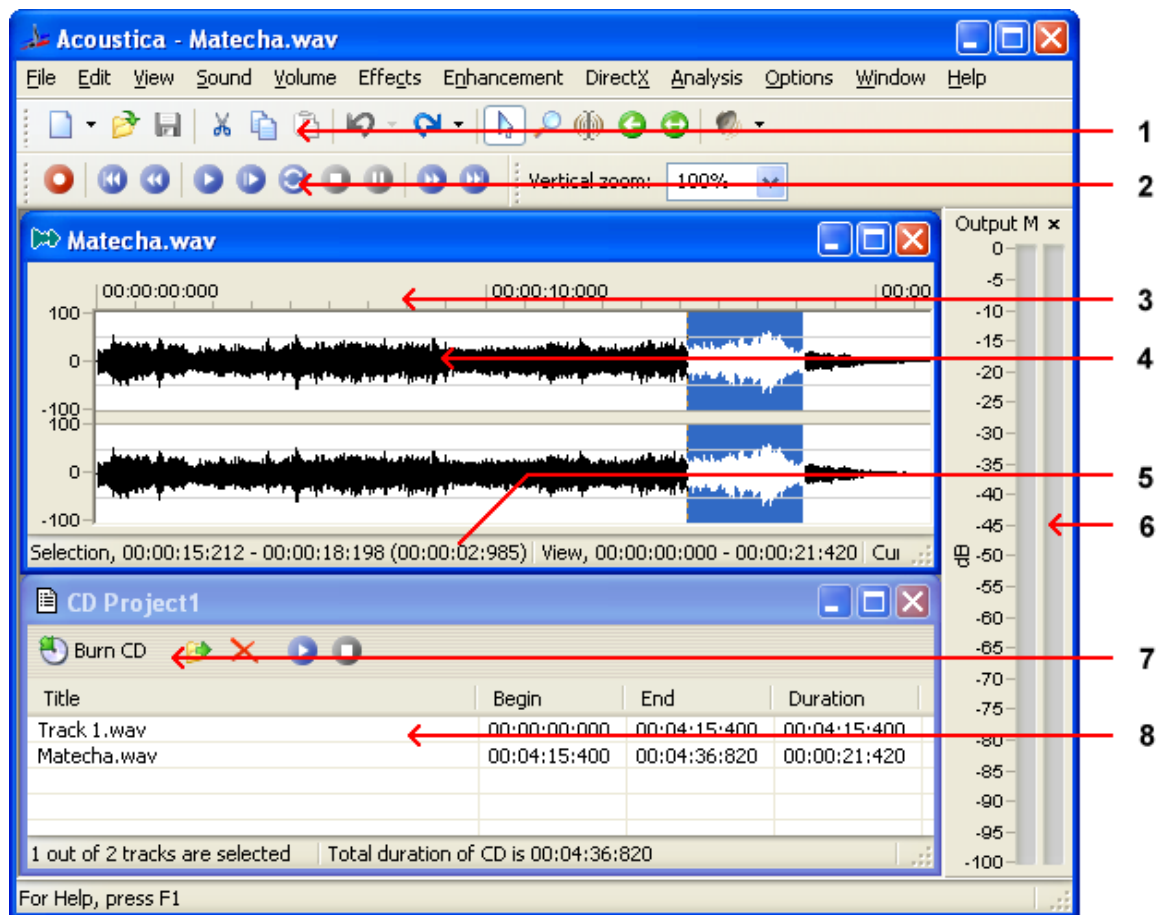 Acoustica - Matecha.wav
File Edit View Sound Volume Effects Enhancement DirectX Analysis Options Window Help
1
Vertical zoom: 100%
2
Matecha.wav
Output M x
00:00:00:000 00:00:10:000 00:00
3
100
0
-100
4
100
0
-100
5
Selection, 00:00:15:212 - 00:00:18:198 (00:00:02:985) View, 00:00:00:000 - 00:00:21:420 Cur
0
-5
-10
-15
-20
-25
-30
-35
-40
-45
dB -50
-55
-60
-65
-70
-75
-80
-85
-90
-95
-100
6
CD Project1
Burn CD
7
Title Begin End Duration
Track 1.wav 00:00:00:000 00:04:15:400 00:04:15:400
8
Matecha.wav 00:04:15:400 00:04:36:820 00:00:21:420
1 out of 2 tracks are selected Total duration of CD is 00:04:36:820
For Help, press F1